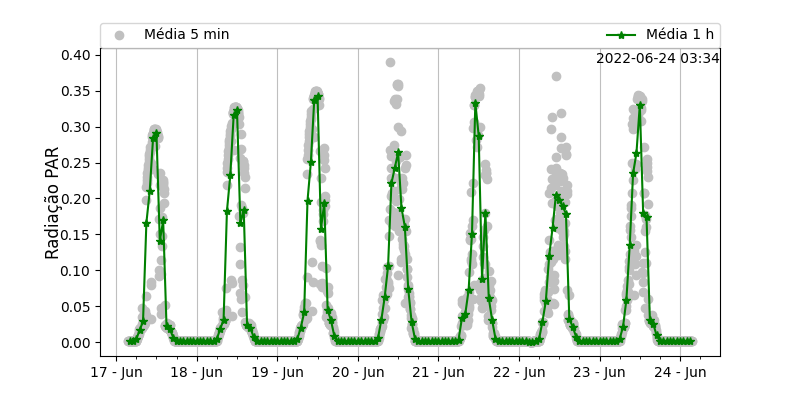 Média 5 min
Média 1 h
2022-06-24 03:34
Radiação PAR
0.40
0.35
0.30
0.25
0.20
0.15
0.10
0.05
0.00
17 - Jun
18 - Jun
19 - Jun
20 - Jun
21 - Jun
22 - Jun
23 - Jun
24 - Jun